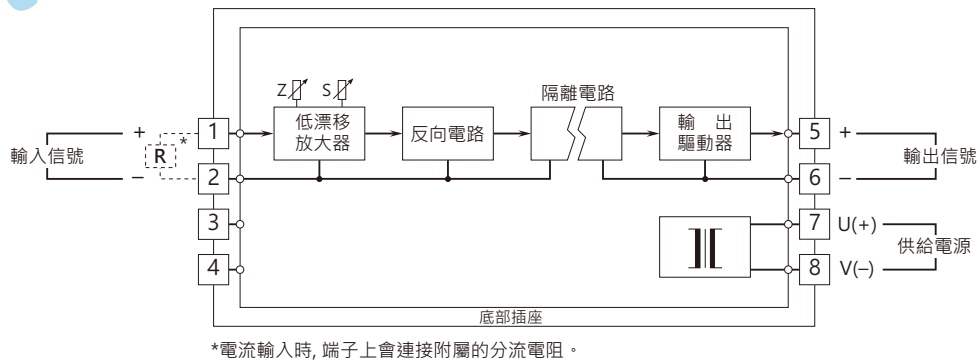 Z S
隔離電路
低漂移
放大器
反向電路
輸 出
驅動器
輸入信號
+
–
R
*
1
2
3
4
5
6
7
8
+
–
輸出信號
U(+)
V(–)
供給電源
底部插座
*電流輸入時, 端子上會連接附屬的分流電阻。